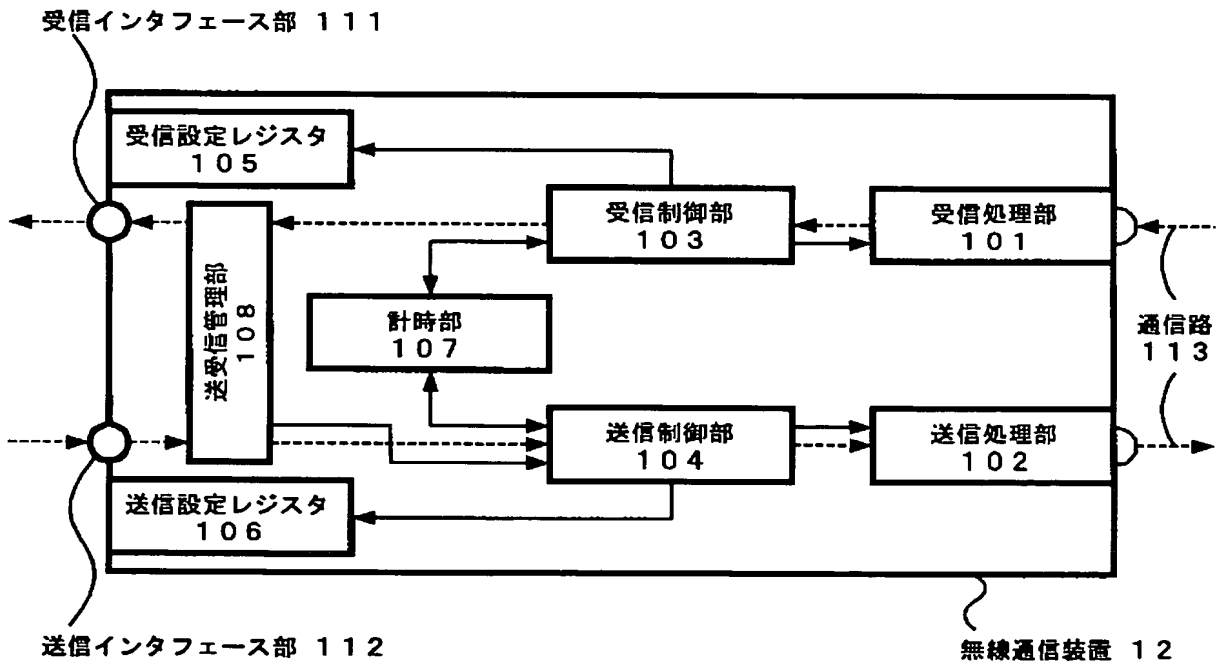 受信インタフェース部 111
受信設定レジスタ
105
受信制御部
103
受信処理部
101
送受信管理部
108
計時部
107
通信路
113
送信制御部
104
送信処理部
102
送信設定レジスタ
106
送信インタフェース部 112
無線通信装置 12